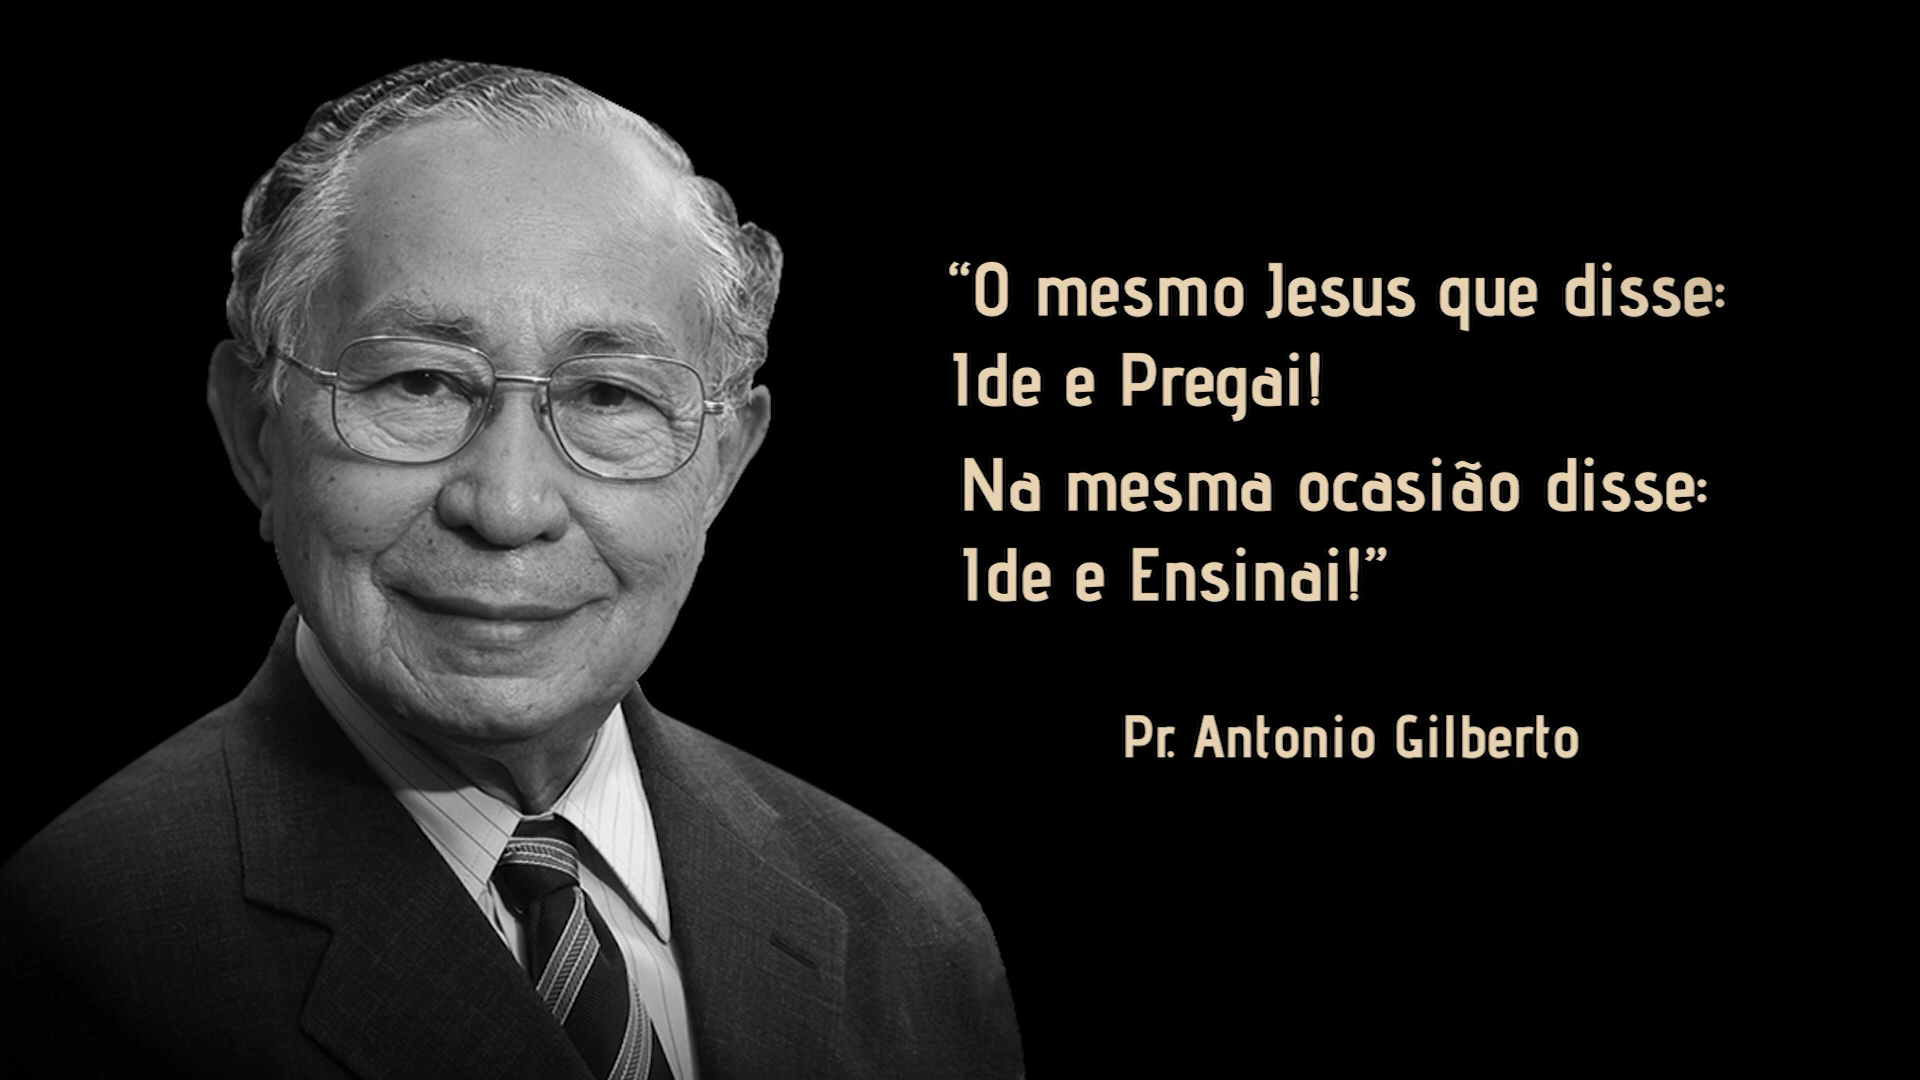 “O mesmo Jesus que disse:
Ide e Pregai!
Na mesma ocasião disse:
Ide e Ensinai!”
Pr. Antonio Gilberto